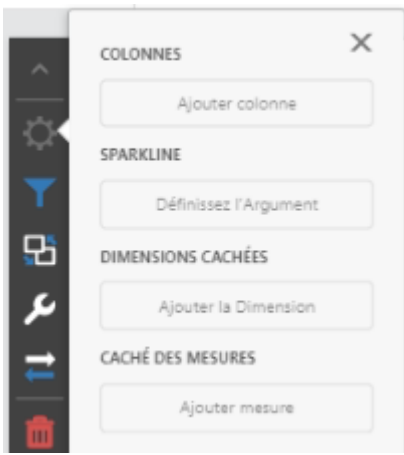 COLONNES
Ajouter colonne
SPARKLINE
Définissez l'Argument
DIMENSIONS CACHÉES
Ajouter la Dimension
CACHÉ DES MESURES
Ajouter mesure